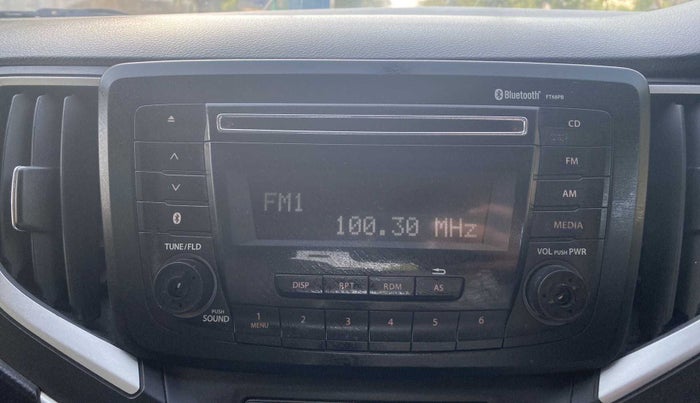 Bluetooth® FT68PB
CD
FM
AM
MEDIA
FM1
100.30 MHz
TUNE/FLD
VOL PUSH PWR
DISP RPT RDM AS
PUSH SOUND
1 MENU 2 3 4 5 6